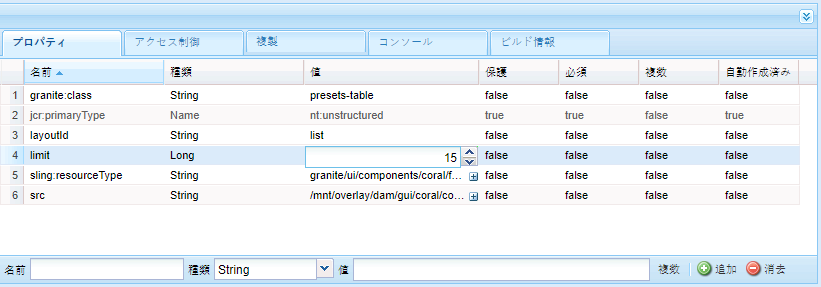 プロパティ アクセス制御 複製 コンソール ビルド情報
名前 種類 値 保護 必須 複数 自動作成済み
1 granite:class String presets-table false false false false
2 jcr:primaryType Name nt:unstructured true true false true
3 layoutId String list false false false false
4 limit Long 15 false false false false
5 sling:resourceType String granite/ui/components/coral/f... false false false false
6 src String /mnt/overlay/dam/gui/coral/co... false false false false
名前 種類 String 値 複数 追加 消去